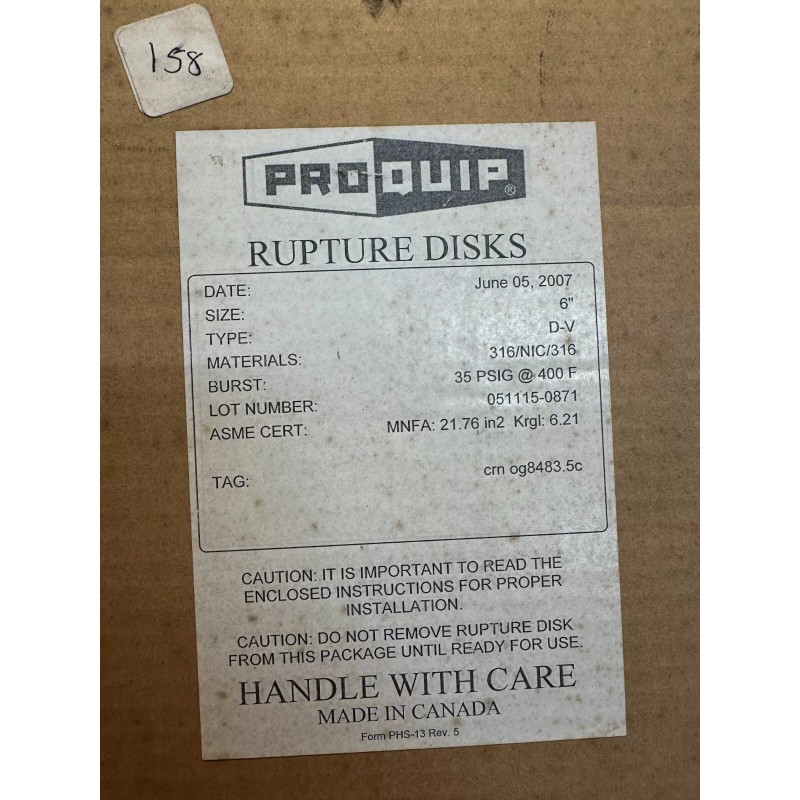 158
PROQUIP®
RUPTURE DISKS
DATE: June 05, 2007
SIZE: 6"
TYPE: D-V
MATERIALS: 316/NIC/316
BURST: 35 PSIG @ 400 F
LOT NUMBER: 051115-0871
ASME CERT: MNFA: 21.76 in2 Krgl: 6.21
TAG: crn og8483.5c
CAUTION: IT IS IMPORTANT TO READ THE
ENCLOSED INSTRUCTIONS FOR PROPER
INSTALLATION.
CAUTION: DO NOT REMOVE RUPTURE DISK
FROM THIS PACKAGE UNTIL READY FOR USE.
HANDLE WITH CARE
MADE IN CANADA
Form PHS-13 Rev. 5